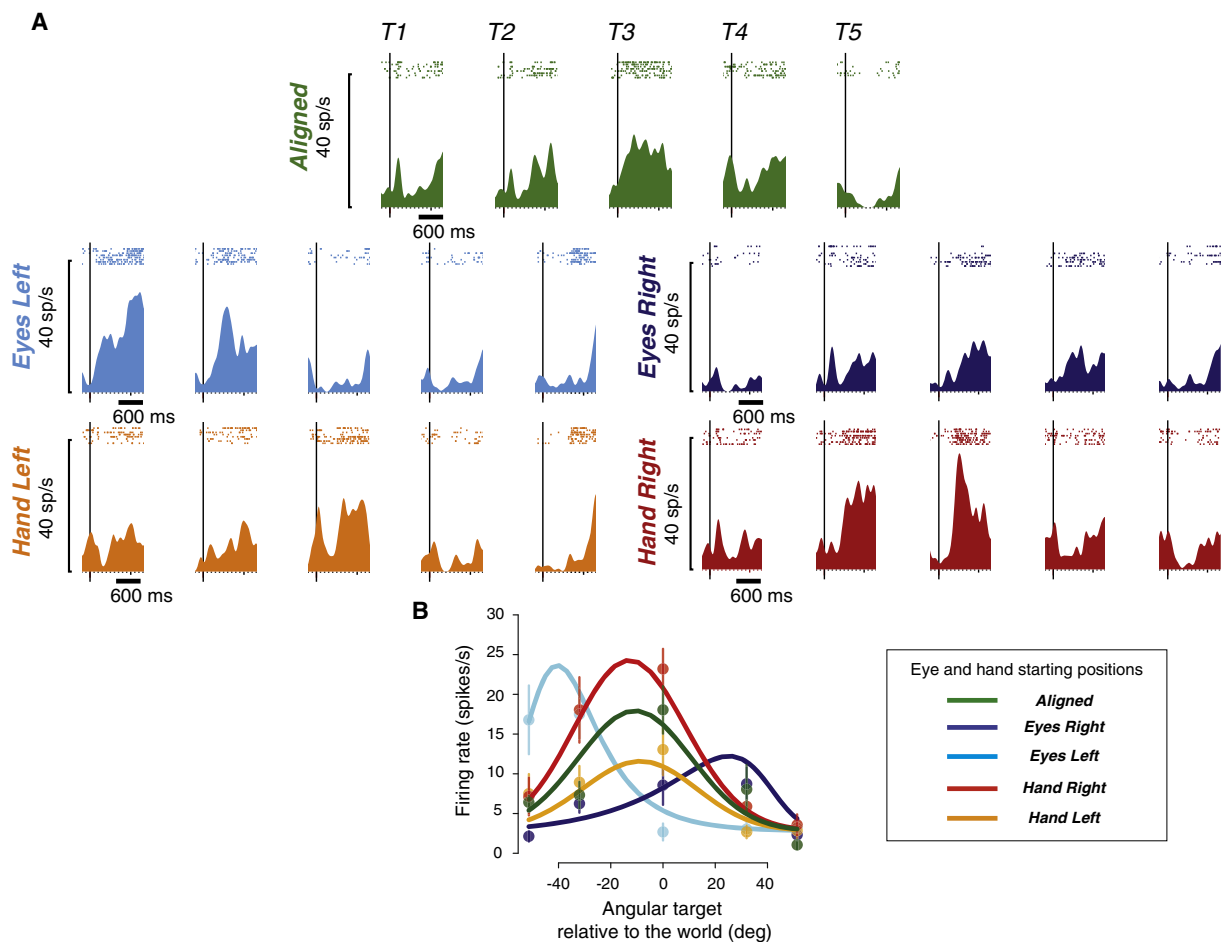 A
T1 T2 T3 T4 T5
Aligned
40 sp/s
600 ms
Eyes Left
40 sp/s
600 ms
Eyes Right
40 sp/s
600 ms
Hand Left
40 sp/s
600 ms
Hand Right
40 sp/s
600 ms
B
30
25
20
15
10
5
0
Firing rate (spikes/s)
-40 -20 0 20 40
Angular target
relative to the world (deg)
Eye and hand starting positions
Aligned
Eyes Right
Eyes Left
Hand Right
Hand Left